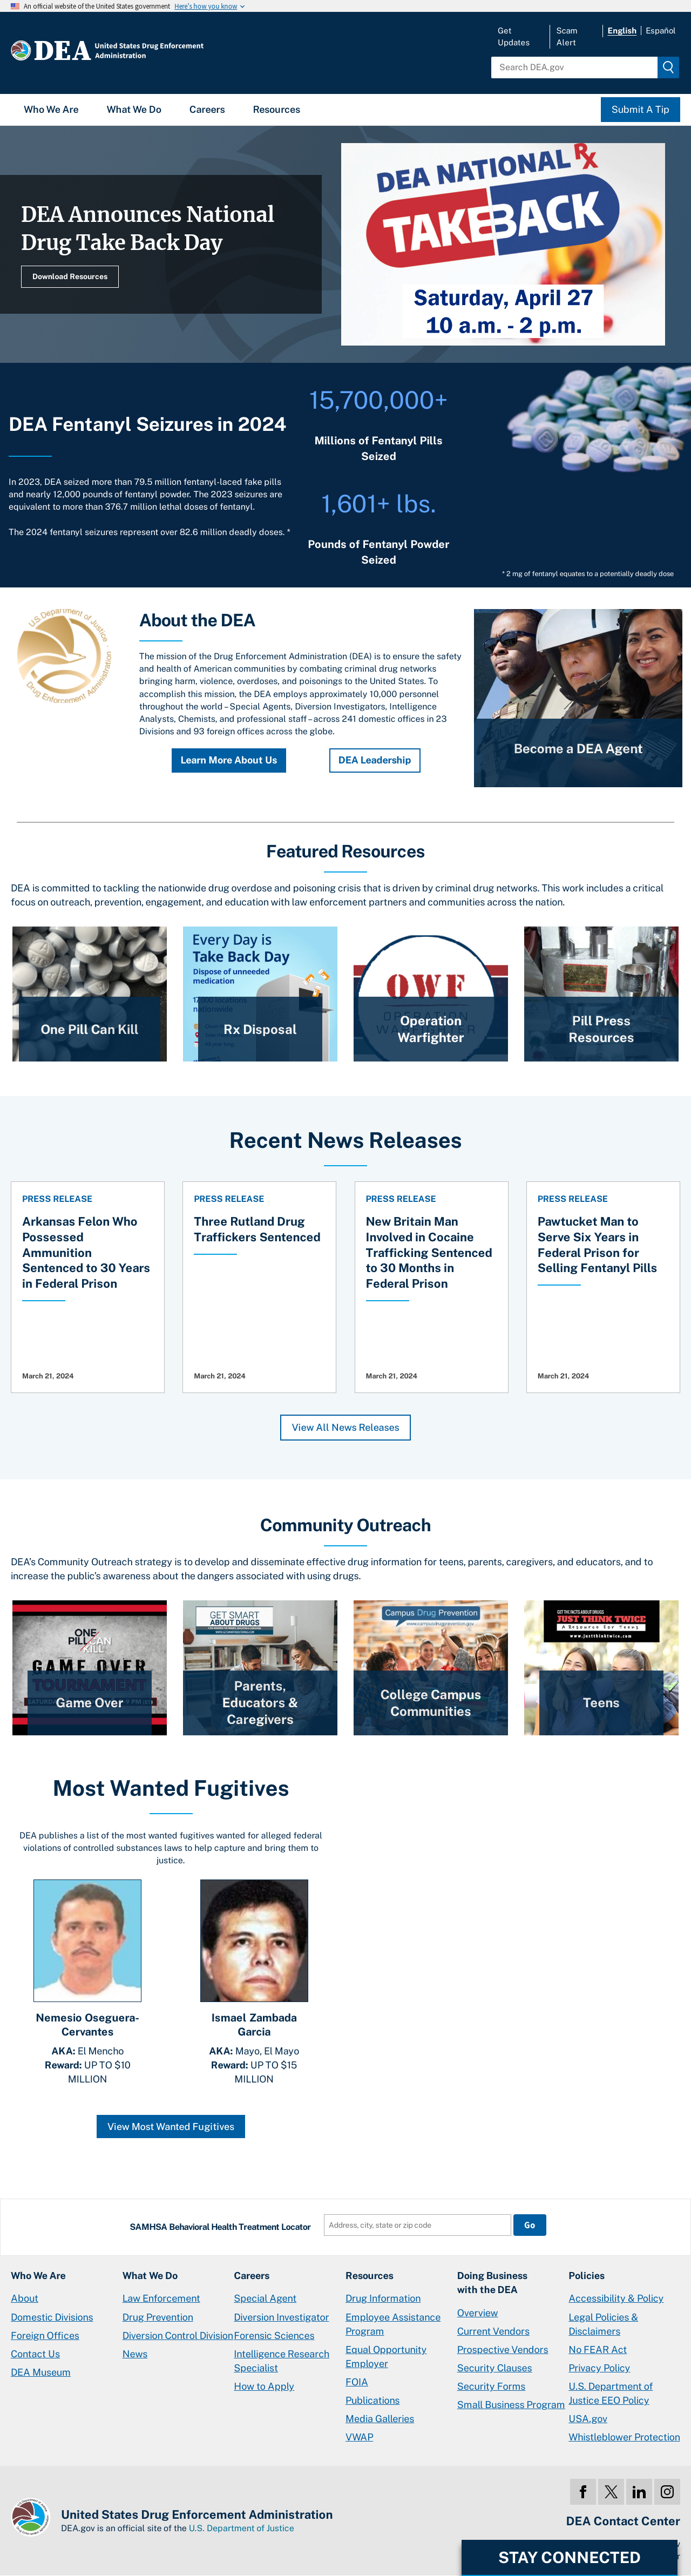 An official website of the United States government Here's how you know
DEA United States Drug Enforcement
Administration
Get
Updates
Scam
Alert
English
Español
Search DEA.gov
Who We Are
What We Do
Careers
Resources
Submit A Tip
DEA Announces National
Drug Take Back Day
Download Resources
DEA NATIONAL Rx
TAKE BACK
Saturday, April 27
10 a.m. - 2 p.m.
DEA Fentanyl Seizures in 2024
In 2023, DEA seized more than 79.5 million fentanyl-laced fake pills
and nearly 12,000 pounds of fentanyl powder. The 2023 seizures are
equivalent to more than 376.7 million lethal doses of fentanyl.
The 2024 fentanyl seizures represent over 82.6 million deadly doses. *
15,700,000+
Millions of Fentanyl Pills
Seized
1,601+ lbs.
Pounds of Fentanyl Powder
Seized
* 2 mg of fentanyl equates to a potentially deadly dose
U.S. Department of Justice
Drug Enforcement Administration
About the DEA
The mission of the Drug Enforcement Administration (DEA) is to ensure the safety
and health of American communities by combating criminal drug networks
bringing harm, violence, overdoses, and poisonings to the United States. To
accomplish this mission, the DEA employs approximately 10,000 personnel
throughout the world – Special Agents, Diversion Investigators, Intelligence
Analysts, Chemists, and professional staff – across 241 domestic offices in 23
Divisions and 93 foreign offices across the globe.
Learn More About Us
DEA Leadership
Become a DEA Agent
Featured Resources
DEA is committed to tackling the nationwide drug overdose and poisoning crisis that is driven by criminal drug networks. This work includes a critical
focus on outreach, prevention, engagement, and education with law enforcement partners and communities across the nation.
One Pill Can Kill
Every Day is
Take Back Day
Dispose of unneeded
medication
17,000 locations
nationwide
Rx Disposal
OWF
Operation
Warfighter
Pill Press
Resources
Recent News Releases
PRESS RELEASE
Arkansas Felon Who
Possessed
Ammunition
Sentenced to 30 Years
in Federal Prison
March 21, 2024
PRESS RELEASE
Three Rutland Drug
Traffickers Sentenced
March 21, 2024
PRESS RELEASE
New Britain Man
Involved in Cocaine
Trafficking Sentenced
to 30 Months in
Federal Prison
March 21, 2024
PRESS RELEASE
Pawtucket Man to
Serve Six Years in
Federal Prison for
Selling Fentanyl Pills
March 21, 2024
View All News Releases
Community Outreach
DEA's Community Outreach strategy is to develop and disseminate effective drug information for teens, parents, caregivers, and educators, and to
increase the public's awareness about the dangers associated with using drugs.
ONE
PILL CAN
KILL
GAME OVER
TOURNAMENT
Game Over
GET SMART
ABOUT DRUGS
Parents,
Educators &
Caregivers
Campus Drug Prevention
www.campusdrugprevention.gov
College Campus
Communities
GET THE FACTS ABOUT DRUGS
JUST THINK TWICE
A Resource For Teens
www.justthinktwice.com
Teens
Most Wanted Fugitives
DEA publishes a list of the most wanted fugitives wanted for alleged federal
violations of controlled substances laws to help capture and bring them to
justice.
Nemesio Oseguera-
Cervantes
AKA: El Mencho
Reward: UP TO $10
MILLION
Ismael Zambada
Garcia
AKA: Mayo, El Mayo
Reward: UP TO $15
MILLION
View Most Wanted Fugitives
SAMHSA Behavioral Health Treatment Locator
Address, city, state or zip code
Go
Who We Are
About
Domestic Divisions
Foreign Offices
Contact Us
DEA Museum
What We Do
Law Enforcement
Drug Prevention
Diversion Control Division
News
Careers
Special Agent
Diversion Investigator
Forensic Sciences
Intelligence Research
Specialist
How to Apply
Resources
Drug Information
Employee Assistance
Program
Equal Opportunity
Employer
FOIA
Publications
Media Galleries
VWAP
Doing Business
with the DEA
Overview
Current Vendors
Prospective Vendors
Security Clauses
Security Forms
Small Business Program
Policies
Accessibility & Policy
Legal Policies &
Disclaimers
No FEAR Act
Privacy Policy
U.S. Department of
Justice EEO Policy
USA.gov
Whistleblower Protection
United States Drug Enforcement Administration
DEA.gov is an official site of the U.S. Department of Justice
DEA Contact Center
STAY CONNECTED